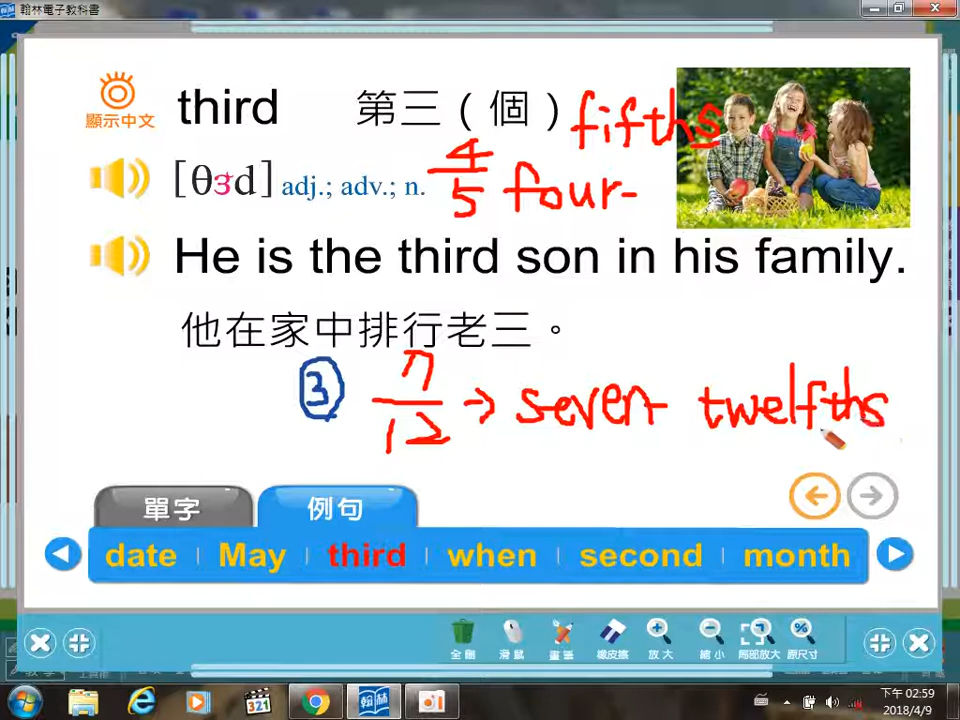 翰林電子教科書
third 第三（個）
fifths
顯示中文
[θɝd] adj.; adv.; n.
4/5 four-
He is the third son in his family.
他在家中排行老三。
③ 7/12 → seven- twelfths
單字 例句
date | May | third | when | second | month
全刪 滑鼠 畫筆 橡皮擦 放大 縮小 局部放大 原尺寸
321 翰林 下午 02:59
2018/4/9